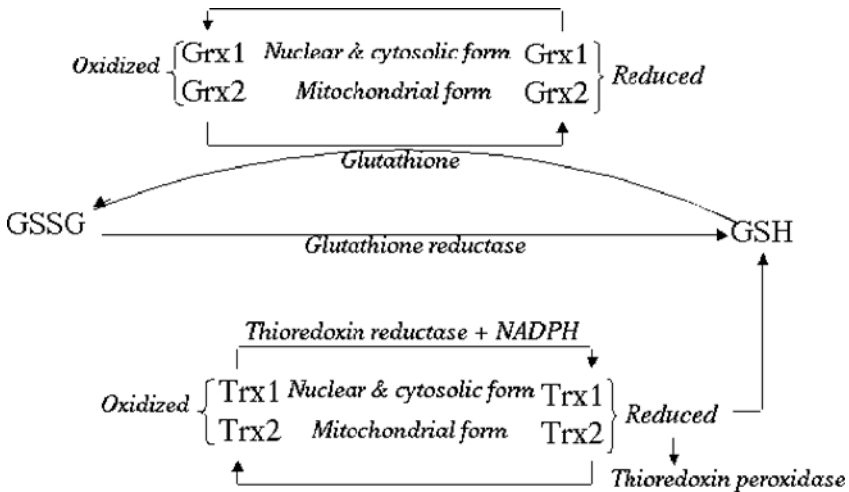 Oxidized Grx1 Nuclear & cytosolic form Grx1 Reduced
Grx2 Mitochondrial form Grx2
Glutathione
GSSG GSH
Glutathione reductase
Thioredoxin reductase + NADPH
Oxidized Trx1 Nuclear & cytosolic form Trx1 Reduced
Trx2 Mitochondrial form Trx2
Thioredoxin peroxidase